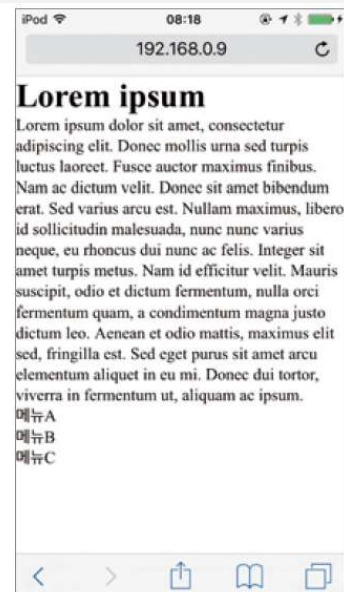 iPod 08:18
192.168.0.9
Lorem ipsum
Lorem ipsum dolor sit amet, consectetur
adipiscing elit. Donec mollis urna sed turpis
luctus laoreet. Fusce auctor maximus finibus.
Nam ac dictum velit. Donec sit amet bibendum
erat. Sed varius arcu est. Nullam maximus, libero
id sollicitudin malesuada, nunc nunc varius
neque, eu rhoncus dui nunc ac felis. Integer sit
amet turpis metus. Nam id efficitur velit. Mauris
suscipit, odio et dictum fermentum, nulla orci
fermentum quam, a condimentum magna justo
dictum leo. Aenean et odio mattis, maximus elit
sed, fringilla est. Sed eget purus sit amet arcu
elementum aliquet in eu mi. Donec dui tortor,
viverra in fermentum ut, aliquam ac ipsum.
메뉴A
메뉴B
메뉴C